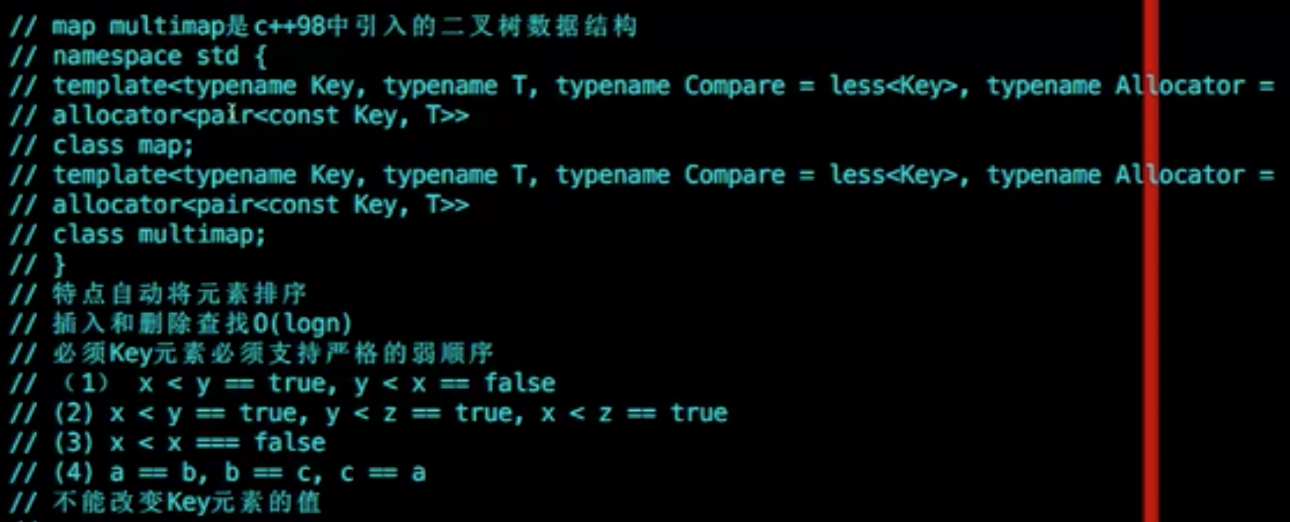 // map multimap是c++98中引入的二叉树数据结构
// namespace std {
// template<typename Key, typename T, typename Compare = less<Key>, typename Allocator =
// allocator<pair<const Key, T>>
// class map;
// template<typename Key, typename T, typename Compare = less<Key>, typename Allocator =
// allocator<pair<const Key, T>>
// class multimap;
// }
// 特点自动将元素排序
// 插入和删除查找O(logn)
// 必须Key元素必须支持严格的弱顺序
// （1） x < y == true, y < x == false
// (2) x < y == true, y < z == true, x < z == true
// (3) x < x === false
// (4) a == b, b == c, c == a
// 不能改变Key元素的值